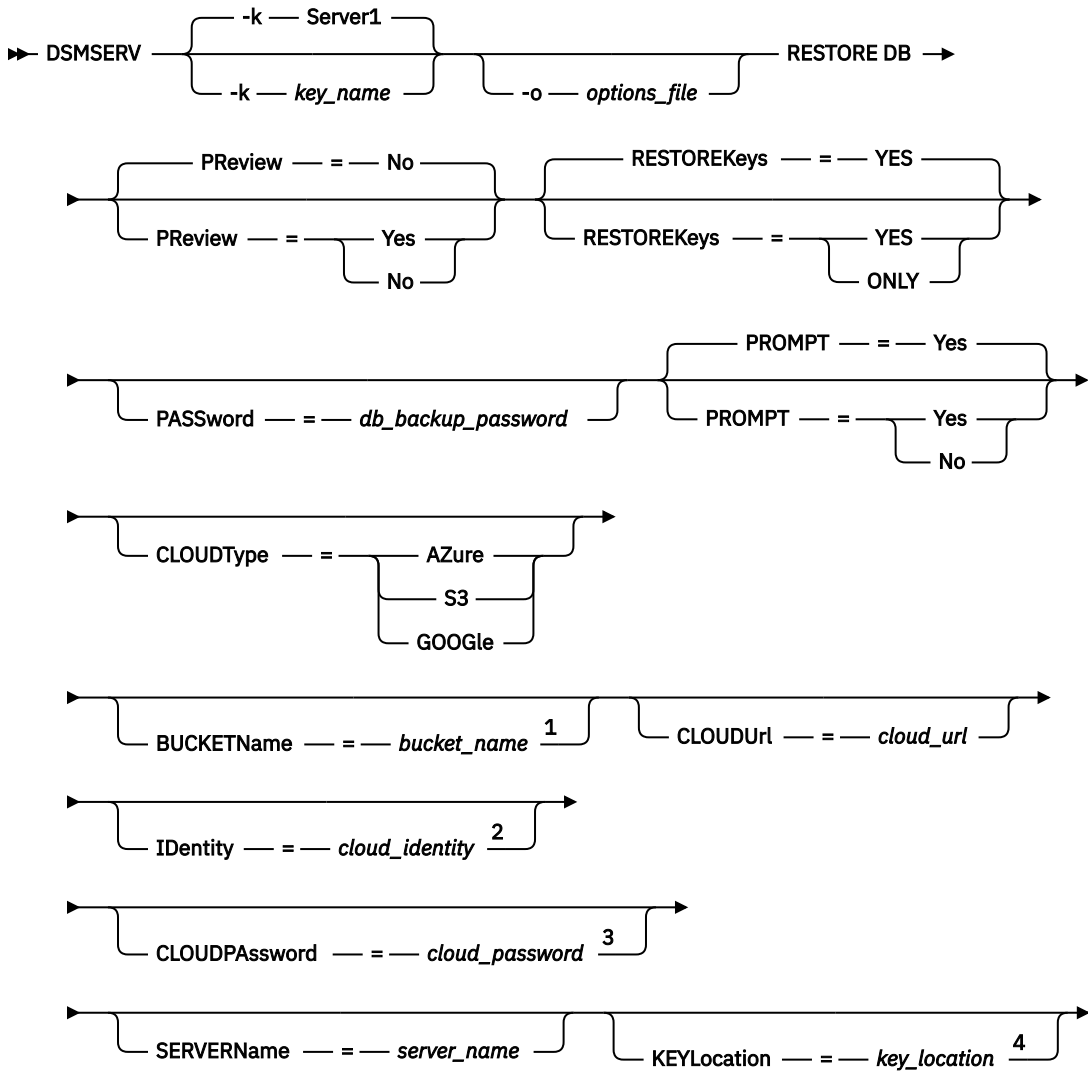 -k Server1
DSMSERV RESTORE DB
-k key_name -o options_file
PReview = No RESTOREKeys = YES
PReview = Yes RESTOREKeys = YES
No ONLY
PROMPT = Yes
PASSword = db_backup_password PROMPT = Yes
No
CLOUDType = AZure
S3
GOOGle
BUCKETName = bucket_name 1 CLOUDUrl = cloud_url
IDentity = cloud_identity 2
CLOUDPAssword = cloud_password 3
SERVERName = server_name KEYLocation = key_location 4